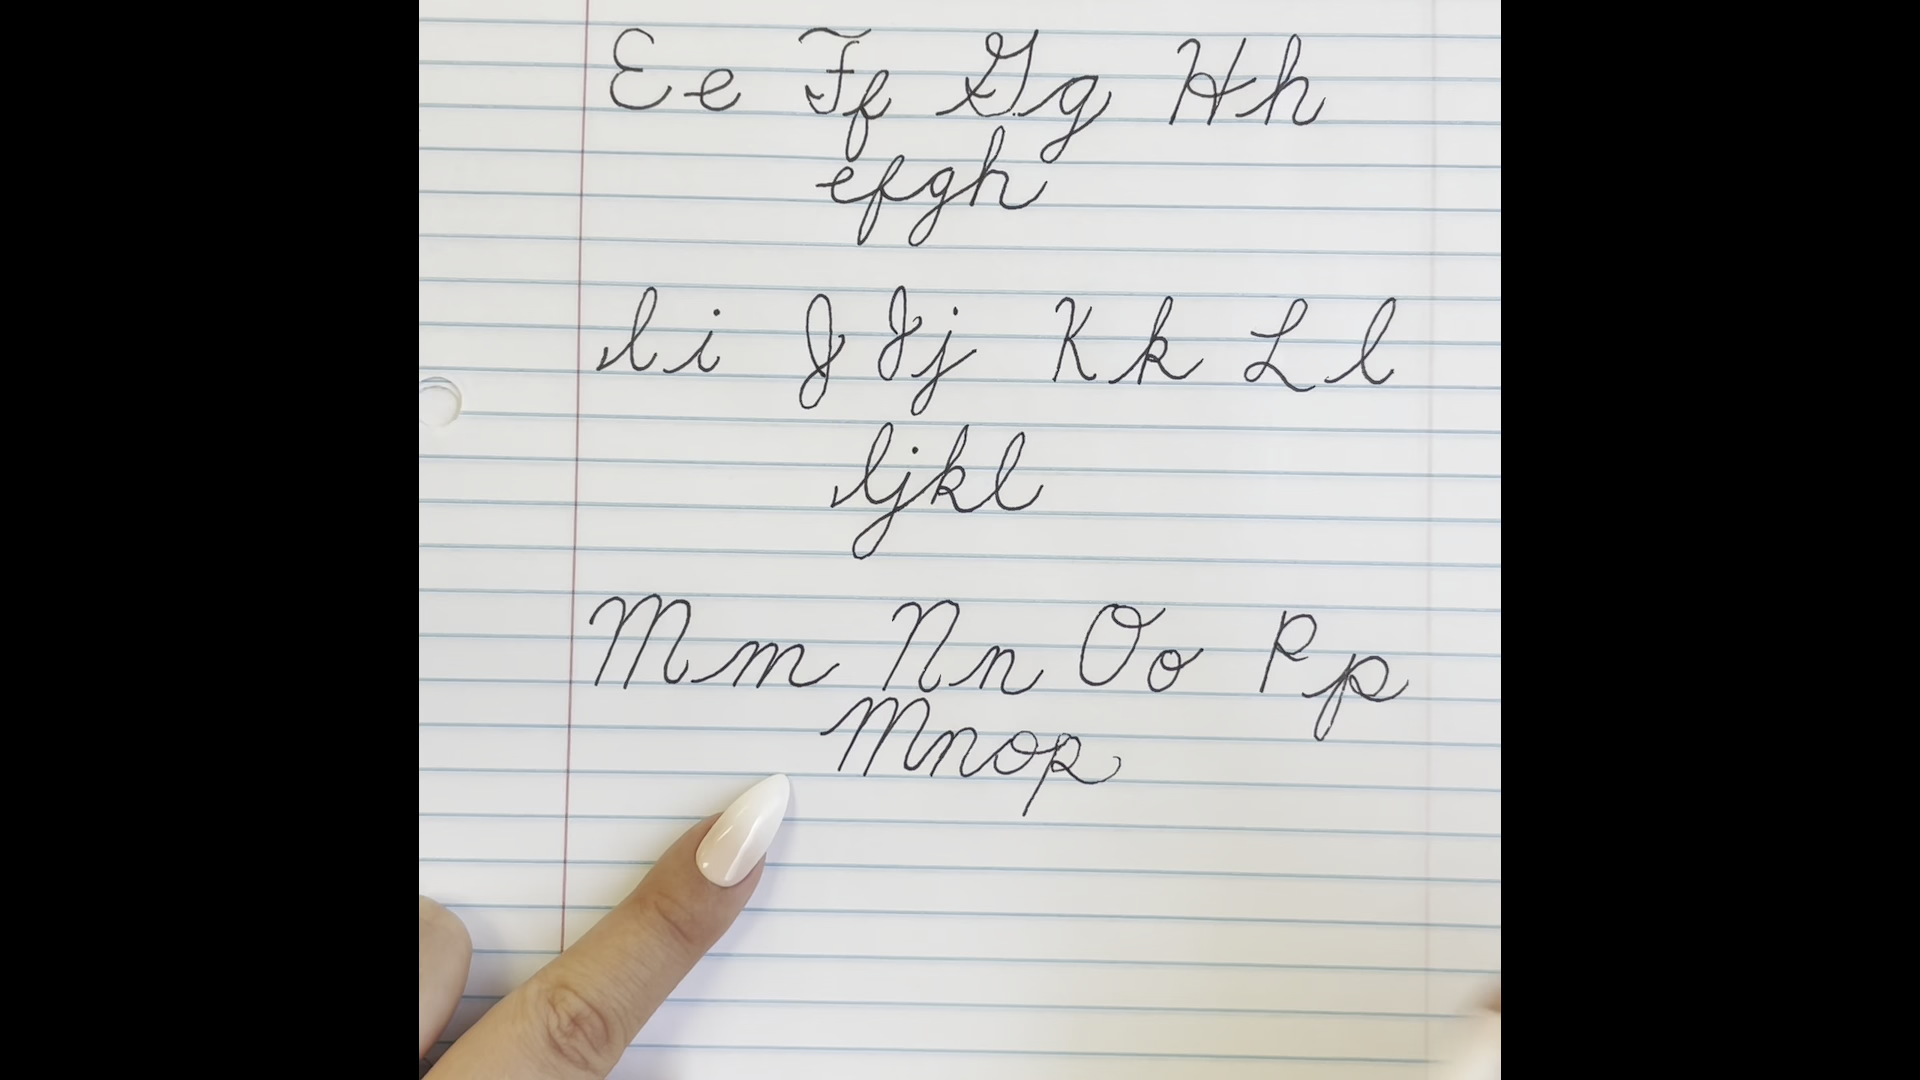 Ee Ff Gg Hh
efgh
Ii J Jj Kk Ll
Ijkl
Mm Nn Oo Pp
Mnop